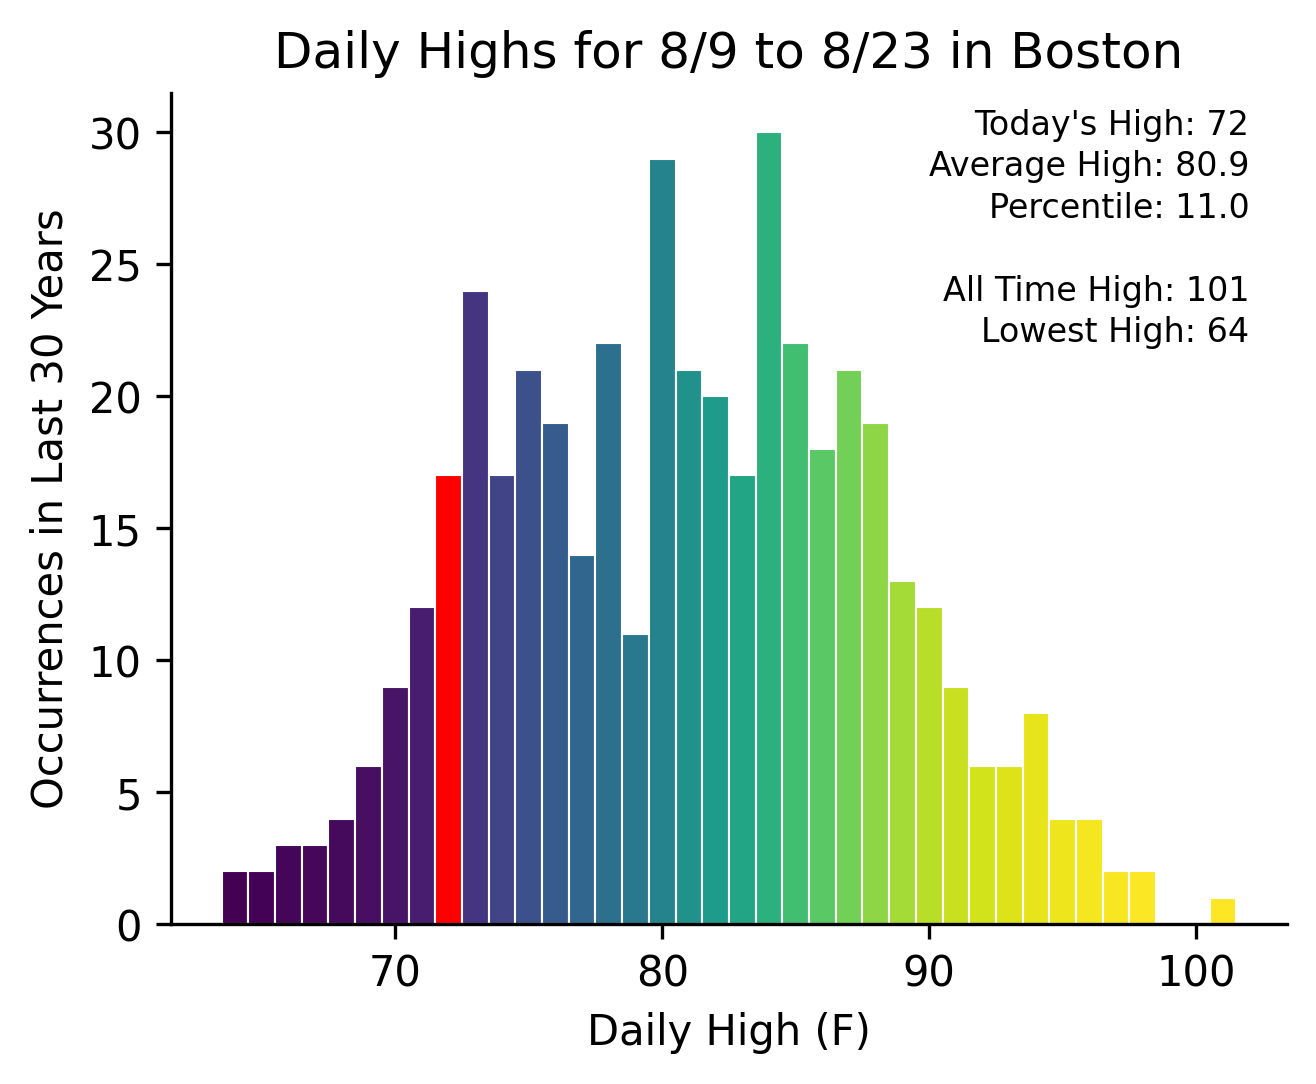 Daily Highs for 8/9 to 8/23 in Boston
Today's High: 72
Average High: 80.9
Percentile: 11.0
All Time High: 101
Lowest High: 64
Occurrences in Last 30 Years
30
25
20
15
10
5
0
70
80
90
100
Daily High (F)